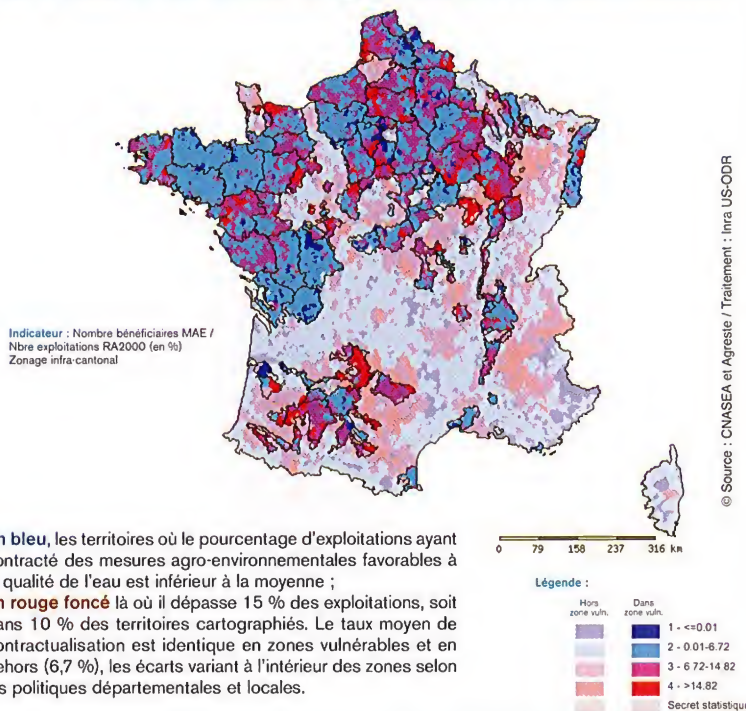 Indicateur : Nombre bénéficiaires MAE /
Nbre exploitations RA2000 (en %)
Zonage infra-cantonal
© Source : CNASEA et Agreste / Traitement : Inra US-ODR
n bleu, les territoires où le pourcentage d'exploitations ayant
ontracté des mesures agro-environnementales favorables à
qualité de l'eau est inférieur à la moyenne ;
n rouge foncé là où il dépasse 15 % des exploitations, soit
ans 10 % des territoires cartographiés. Le taux moyen de
ontractualisation est identique en zones vulnérables et en
ehors (6,7 %), les écarts variant à l'intérieur des zones selon
s politiques départementales et locales.
0 79 158 237 316 km
Légende :
Hors zone vuln.
Dans zone vuln.
1 - <=0.01
2 - 0.01-6.72
3 - 6 72-14 82
4 - >14.82
Secret statistique